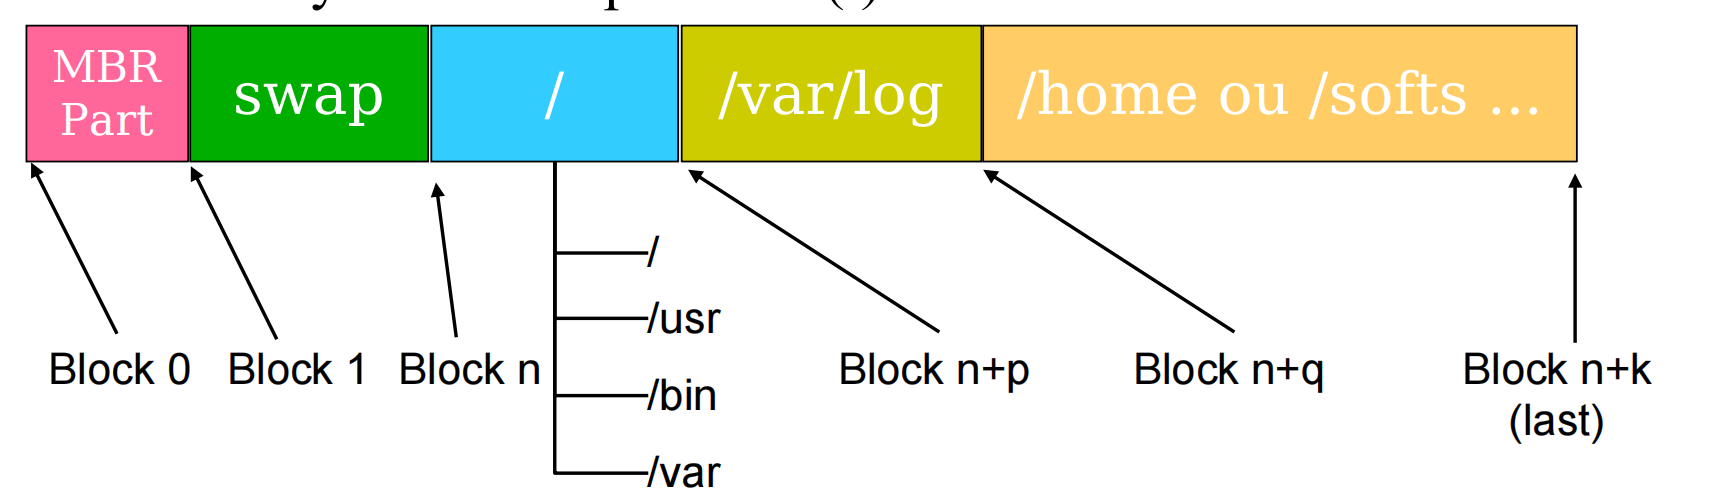 MBR
Part
swap
/
/var/log
/home ou /softs ...
/
/usr
/bin
/var
Block 0
Block 1
Block n
Block n+p
Block n+q
Block n+k
(last)